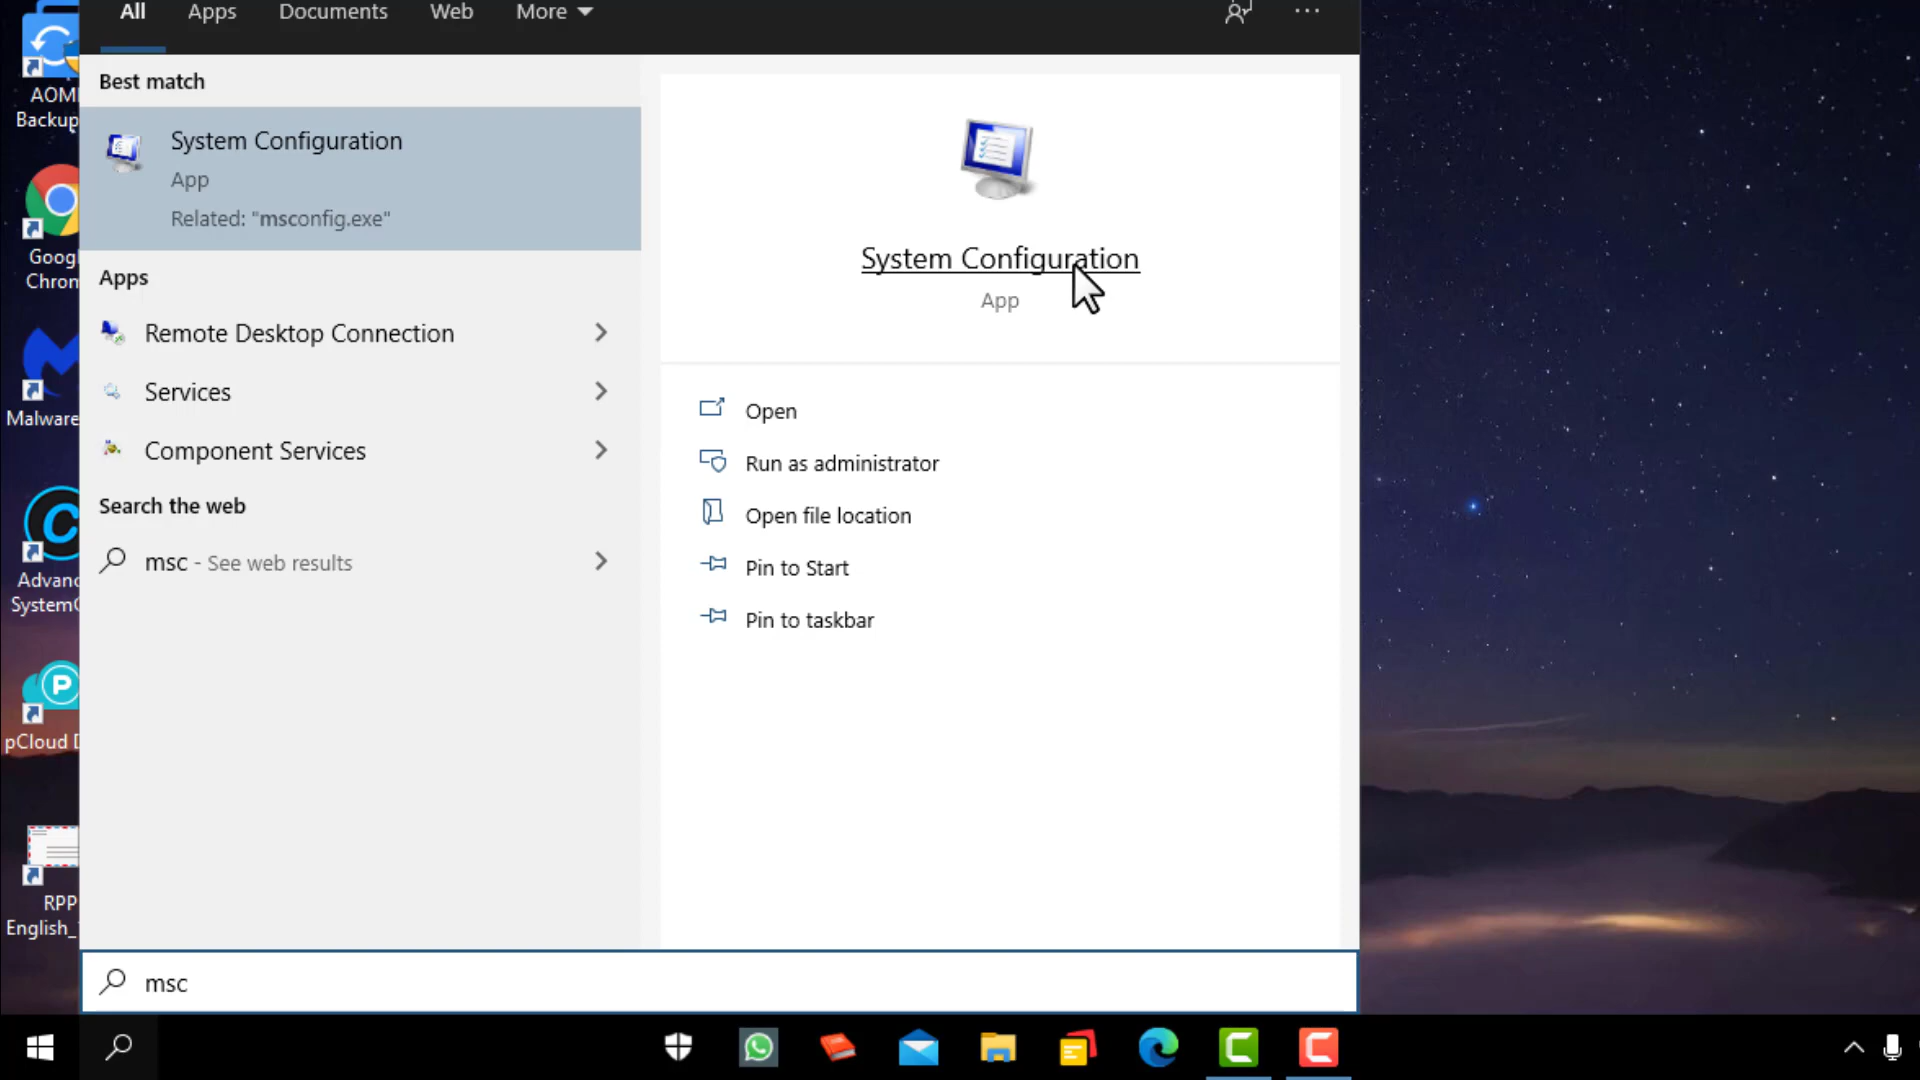 All
Apps
Documents
Web
More
Best match
System Configuration
App
Related: "msconfig.exe"
Apps
Remote Desktop Connection
Services
Component Services
Search the web
msc - See web results
System Configuration
App
Open
Run as administrator
Open file location
Pin to Start
Pin to taskbar
msc
AOM
Backup
Goog
Chrom
Malware
Advan
System
pCloud
RPP
English_